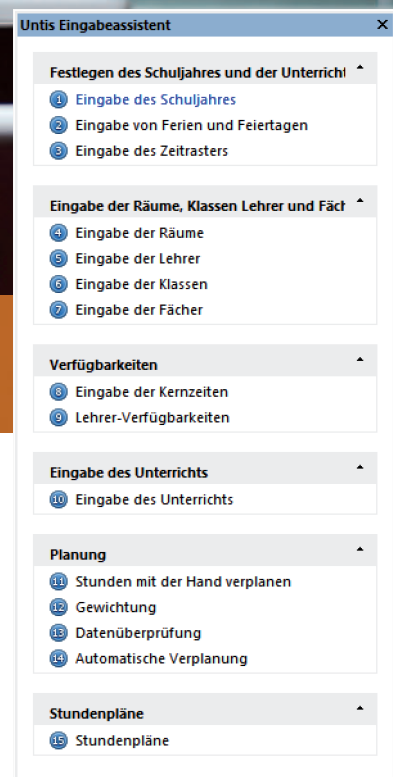 Untis Eingabeassistent
Festlegen des Schuljahres und der Unterricht
1 Eingabe des Schuljahres
2 Eingabe von Ferien und Feiertagen
3 Eingabe des Zeitrasters
Eingabe der Räume, Klassen Lehrer und Fäch
4 Eingabe der Räume
5 Eingabe der Lehrer
6 Eingabe der Klassen
7 Eingabe der Fächer
Verfügbarkeiten
8 Eingabe der Kernzeiten
9 Lehrer-Verfügbarkeiten
Eingabe des Unterrichts
10 Eingabe des Unterrichts
Planung
11 Stunden mit der Hand verplanen
12 Gewichtung
13 Datenüberprüfung
14 Automatische Verplanung
Stundenpläne
15 Stundenpläne